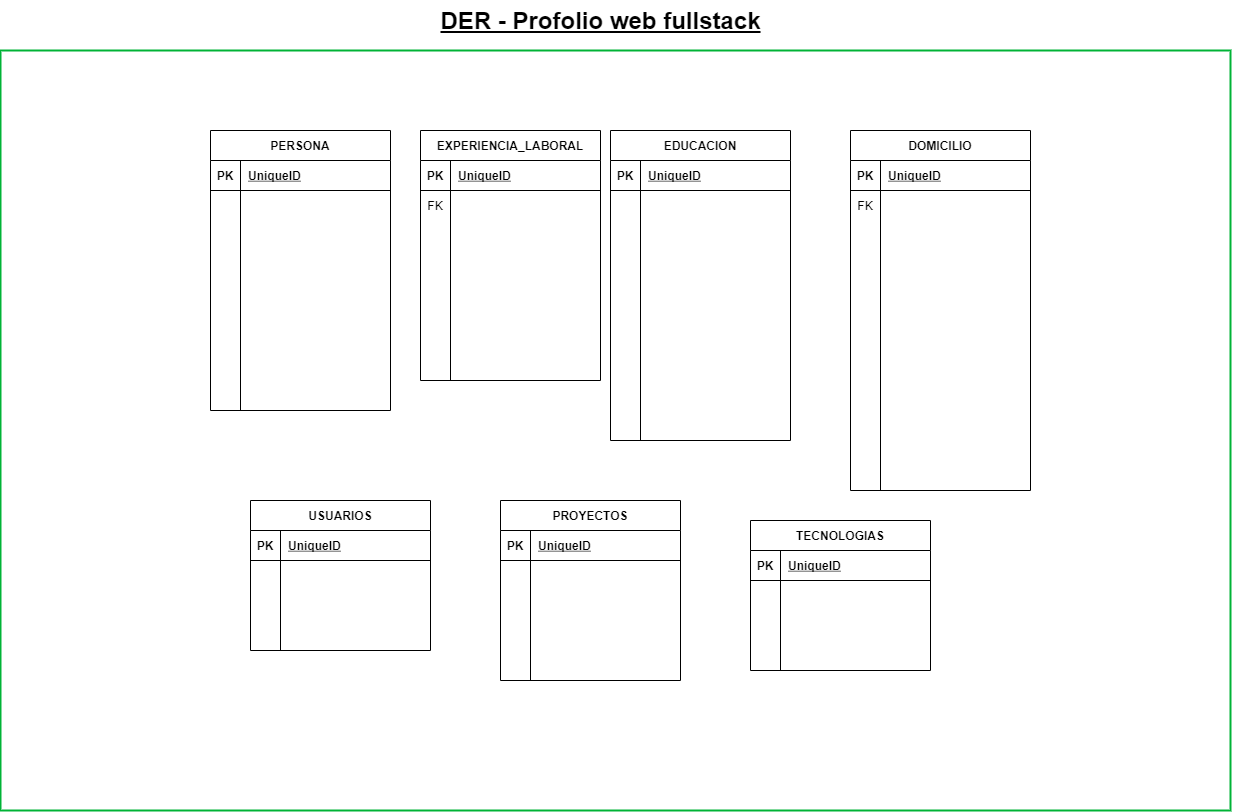 DER - Profolio web fullstack
PERSONA
PK UniqueID
EXPERIENCIA_LABORAL
PK UniqueID
FK
EDUCACION
PK UniqueID
DOMICILIO
PK UniqueID
FK
USUARIOS
PK UniqueID
PROYECTOS
PK UniqueID
TECNOLOGIAS
PK UniqueID